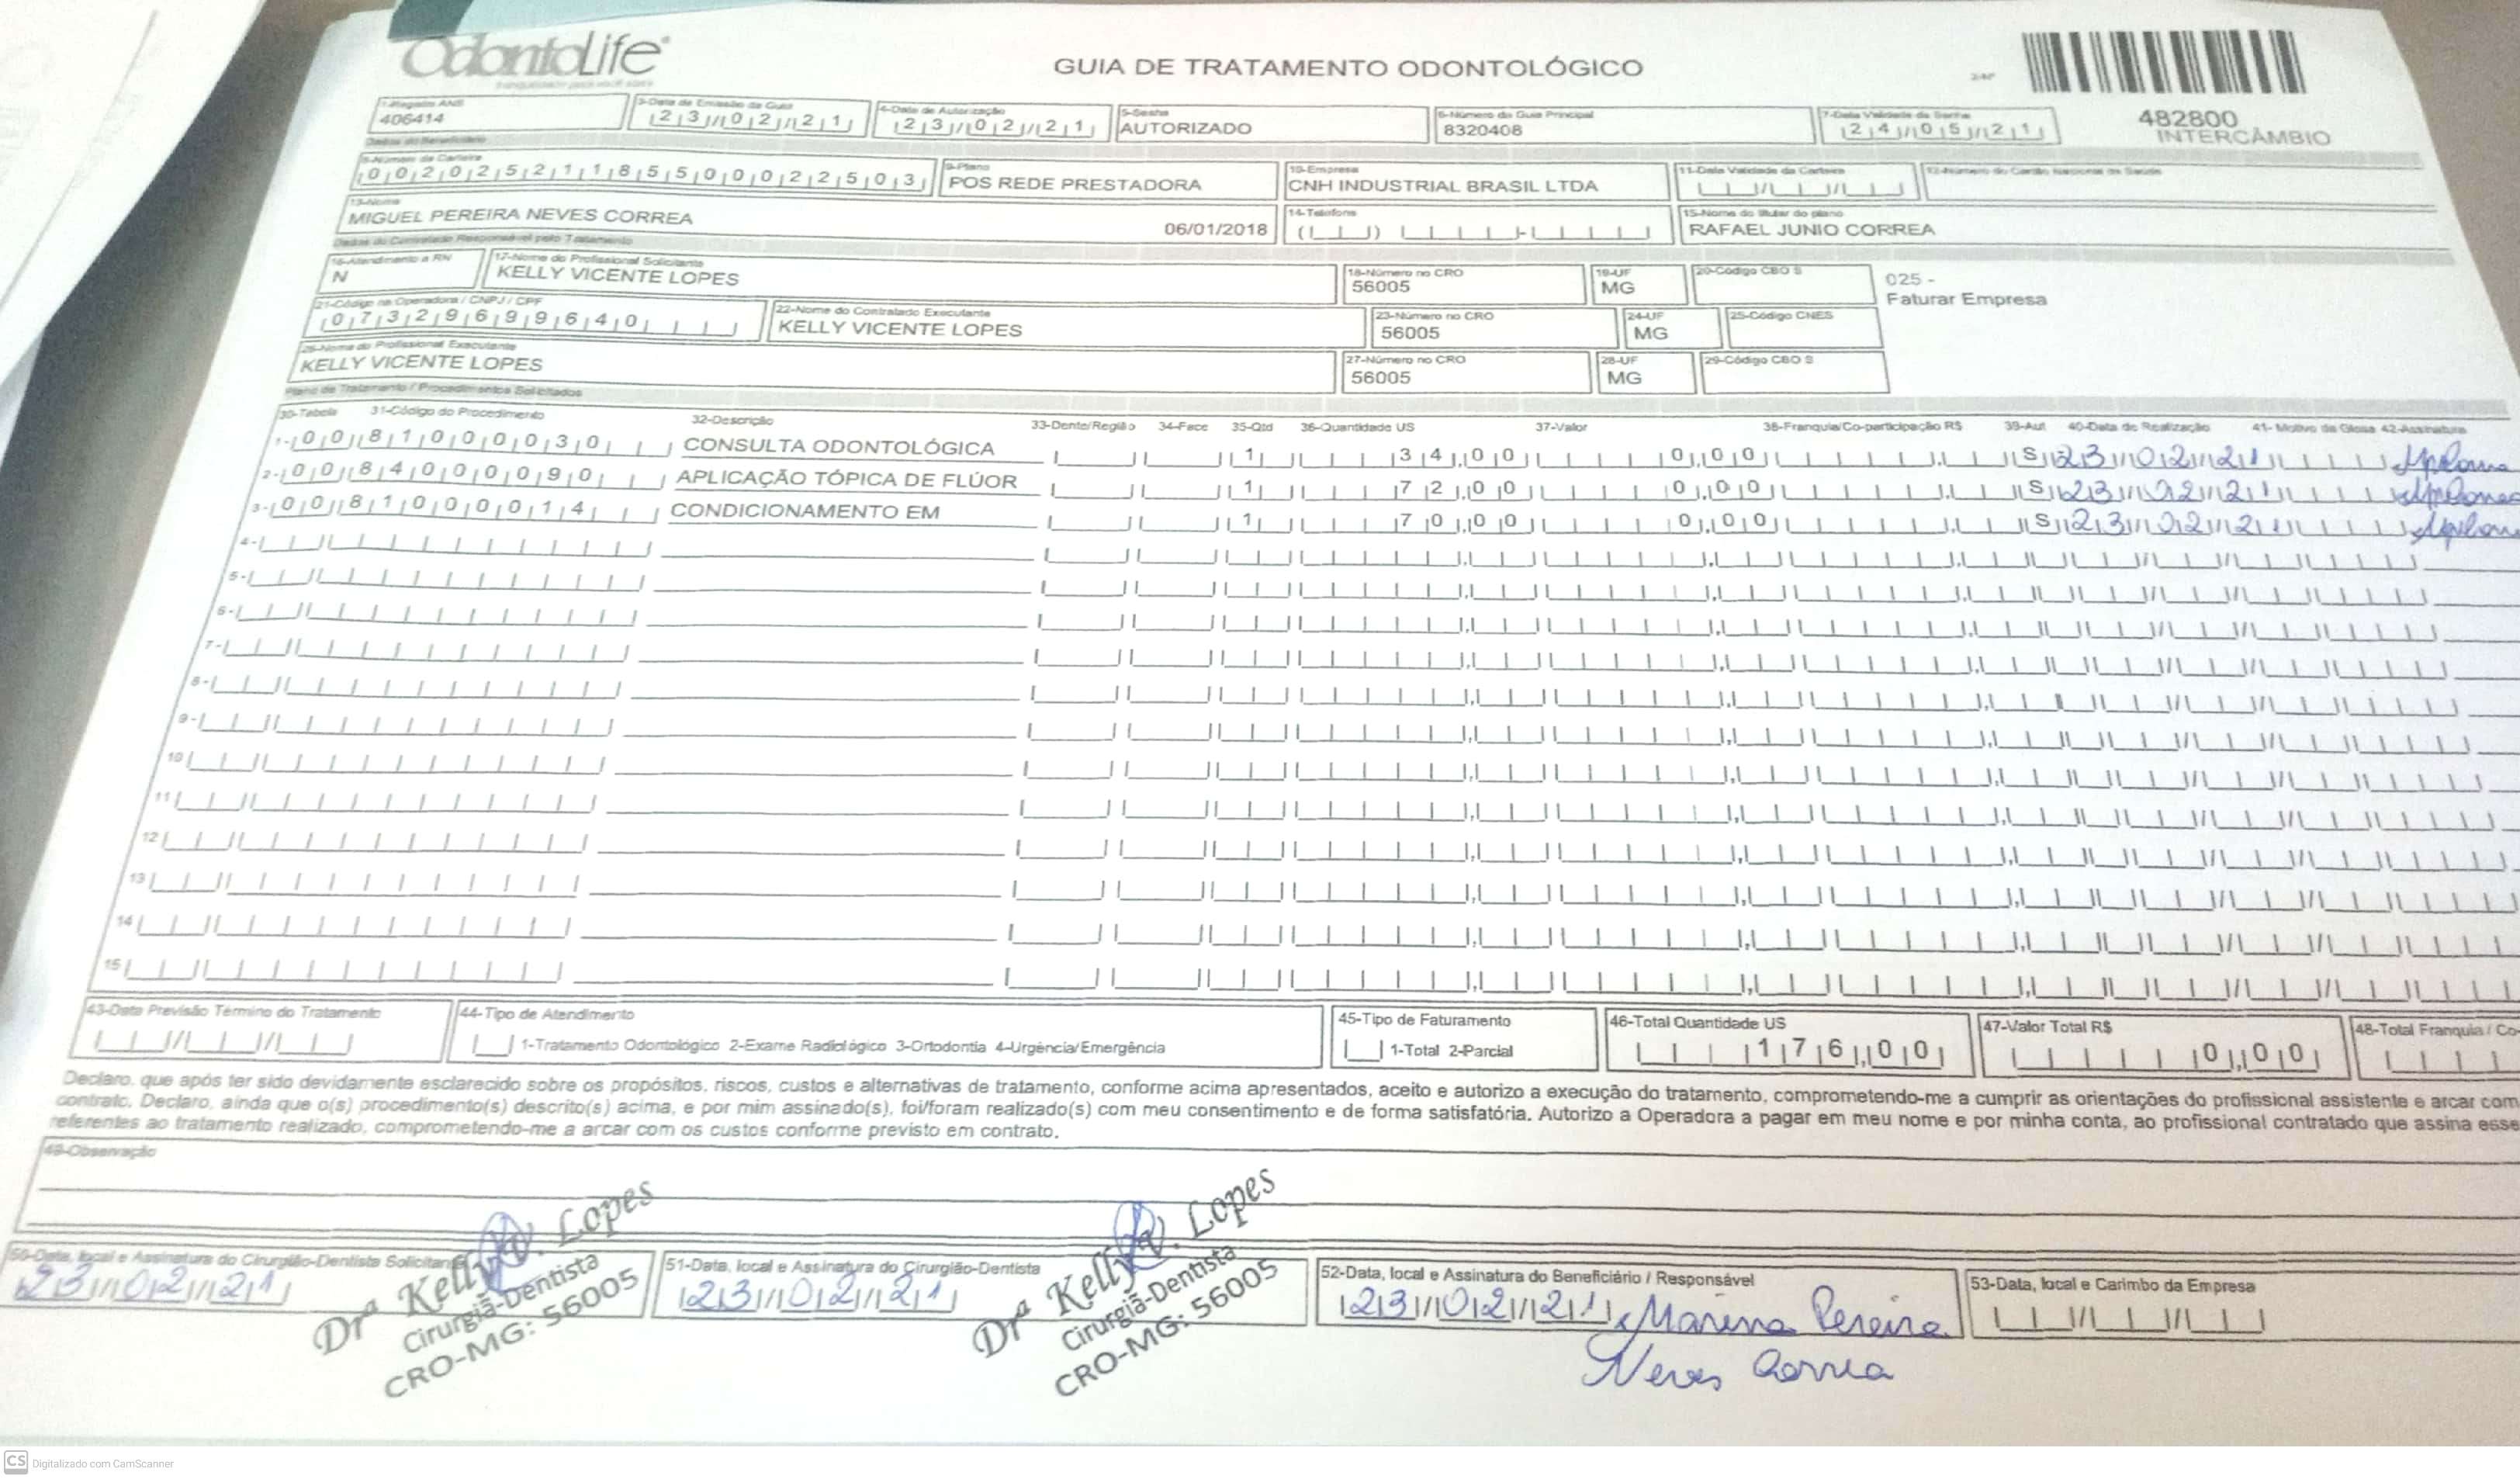 OdontoLife®
GUIA DE TRATAMENTO ODONTOLÓGICO
482800
INTERCÂMBIO
1-Registro ANS
406414
3-Data de Emissão da Guia
23/02/21
4-Data de Autorização
23/02/21
5-Senha
AUTORIZADO
6-Número do Guia Principal
8320408
7-Data Validade da Senha
24/05/21
Dados do Beneficiário
8-Número da Carteira
00202521185500022503
9-Plano
POS REDE PRESTADORA
10-Empresa
CNH INDUSTRIAL BRASIL LTDA
11-Data Validade da Carteira
12-Número do Cartão Nacional de Saúde
13-Nome
MIGUEL PEREIRA NEVES CORREA
06/01/2018
14-Telefone
15-Nome do titular do plano
RAFAEL JUNIO CORREA
Dados do Contratado Responsável pelo Tratamento
16-Atendimento a RN
N
17-Nome do Profissional Solicitante
KELLY VICENTE LOPES
18-Número no CRO
56005
19-UF
MG
20-Código CBO S
025 -
Faturar Empresa
21-Código na Operadora / CNPJ / CPF
07329699640
22-Nome do Contratado Executante
KELLY VICENTE LOPES
23-Número no CRO
56005
24-UF
MG
25-Código CNES
26-Nome do Profissional Executante
KELLY VICENTE LOPES
27-Número no CRO
56005
28-UF
MG
29-Código CBO S
Plano de Tratamento / Procedimentos Solicitados
30-Tabela 31-Código do Procedimento 32-Descrição 33-Dente/Região 34-Face 35-Qtd 36-Quantidade US 37-Valor 38-Franquia/Co-participação R$ 39-Aut 40-Data de Realização 41- Motivo da Glosa 42-Assinatura
1- 00 81000030 CONSULTA ODONTOLÓGICA 1 34,00 0,00 S 23/02/21
2- 00 84000090 APLICAÇÃO TÓPICA DE FLÚOR 1 72,00 0,00 S 23/02/21
3- 00 81000014 CONDICIONAMENTO EM 1 70,00 0,00 S 23/02/21
4-
5-
6-
7-
8-
9-
10
11
12
13
14
15
43-Data Previsão Término do Tratamento
44-Tipo de Atendimento
1-Tratamento Odontológico 2-Exame Radiológico 3-Ortodontia 4-Urgência/Emergência
45-Tipo de Faturamento
1-Total 2-Parcial
46-Total Quantidade US
176,00
47-Valor Total R$
0,00
48-Total Franquia / Co-
Declaro, que após ter sido devidamente esclarecido sobre os propósitos, riscos, custos e alternativas de tratamento, conforme acima apresentados, aceito e autorizo a execução do tratamento, comprometendo-me a cumprir as orientações do profissional assistente e arcar com
contrato. Declaro, ainda que o(s) procedimento(s) descrito(s) acima, e por mim assinado(s), foi/foram realizado(s) com meu consentimento e de forma satisfatória. Autorizo a Operadora a pagar em meu nome e por minha conta, ao profissional contratado que assina esse
referentes ao tratamento realizado, comprometendo-me a arcar com os custos conforme previsto em contrato.
49-Observação
50-Data, local e Assinatura do Cirurgião-Dentista Solicitante
23/02/21
Drª Kelly V. Lopes
Cirurgiã-Dentista
CRO-MG: 56005
51-Data, local e Assinatura do Cirurgião-Dentista
23/02/21
Drª Kelly V. Lopes
Cirurgiã-Dentista
CRO-MG: 56005
52-Data, local e Assinatura do Beneficiário / Responsável
23/02/21 Marina Pereira
Neves Correa
53-Data, local e Carimbo da Empresa
CS Digitalizado com CamScanner